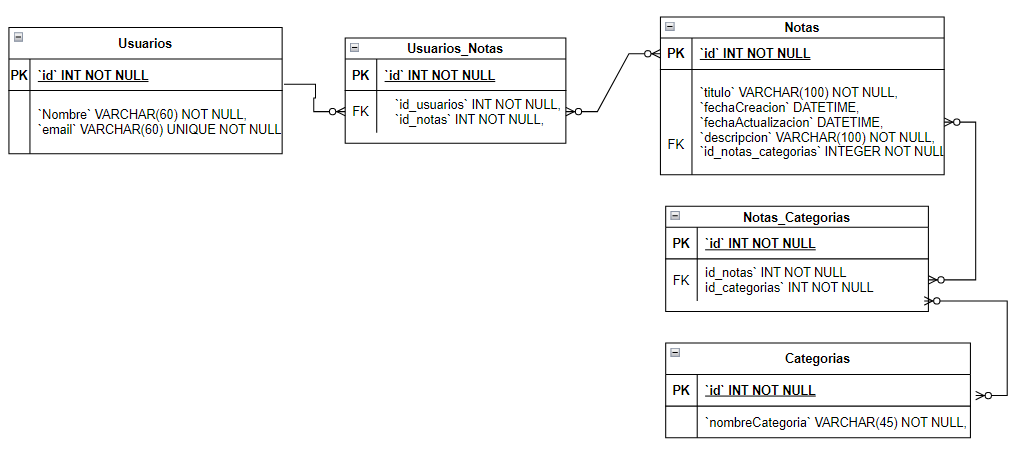 Usuarios
PK `id` INT NOT NULL
`Nombre` VARCHAR(60) NOT NULL,
`email` VARCHAR(60) UNIQUE NOT NULL
Usuarios_Notas
PK `id` INT NOT NULL
FK `id_usuarios` INT NOT NULL,
`id_notas` INT NOT NULL,
Notas
PK `id` INT NOT NULL
`titulo` VARCHAR(100) NOT NULL,
`fechaCreacion` DATETIME,
`fechaActualizacion` DATETIME,
`descripcion` VARCHAR(100) NOT NULL,
FK `id_notas_categorias` INTEGER NOT NULL
Notas_Categorias
PK `id` INT NOT NULL
FK id_notas` INT NOT NULL
id_categorias` INT NOT NULL
Categorias
PK `id` INT NOT NULL
`nombreCategoria` VARCHAR(45) NOT NULL,